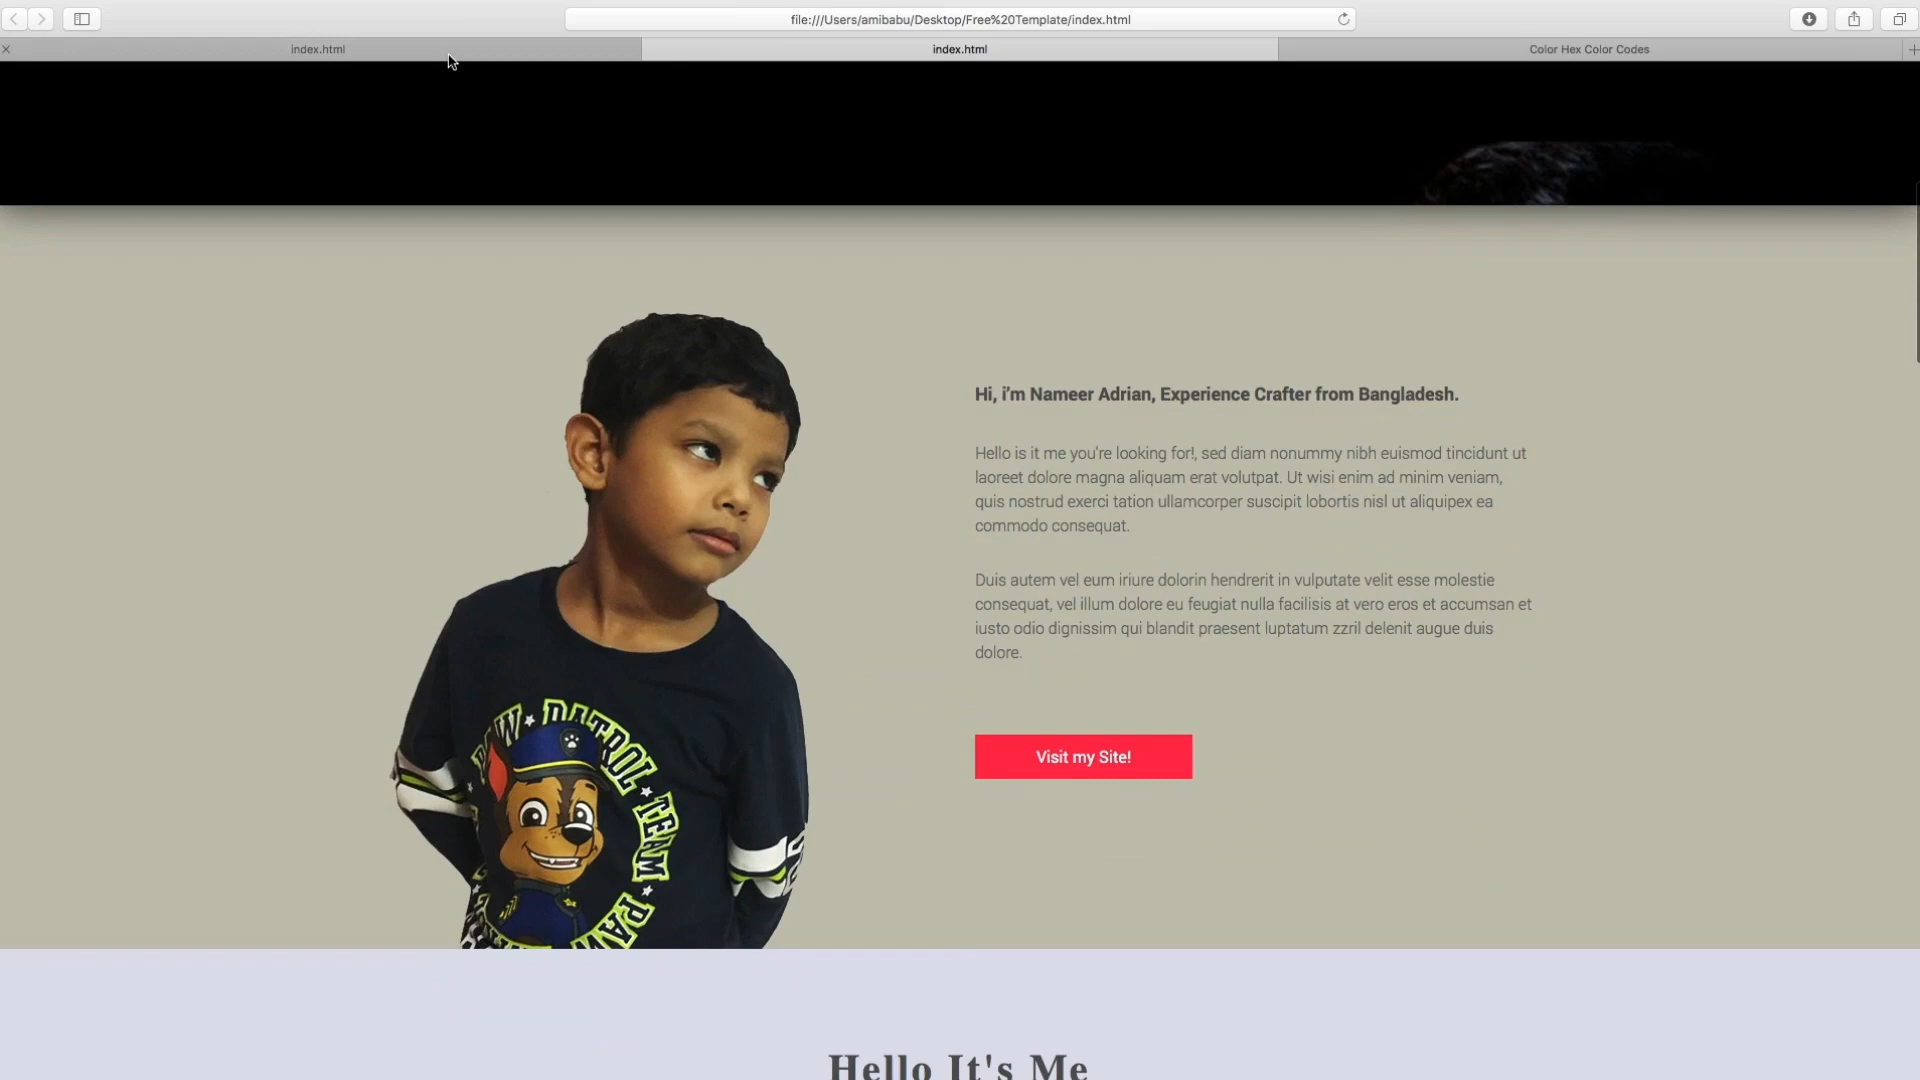 file:///Users/amibabu/Desktop/Free%20Template/index.html
index.html
index.html
Color Hex Color Codes
Hi, i’m Nameer Adrian, Experience Crafter from Bangladesh.
Hello is it me you're looking for!, sed diam nonummy nibh euismod tincidunt ut
laoreet dolore magna aliquam erat volutpat. Ut wisi enim ad minim veniam,
quis nostrud exerci tation ullamcorper suscipit lobortis nisl ut aliquipex ea
commodo consequat.
Duis autem vel eum iriure dolorin hendrerit in vulputate velit esse molestie
consequat, vel illum dolore eu feugiat nulla facilisis at vero eros et accumsan et
iusto odio dignissim qui blandit praesent luptatum zzril delenit augue duis
dolore.
Visit my Site!
PAW PATROL TEAM PAW
Hello It's Me